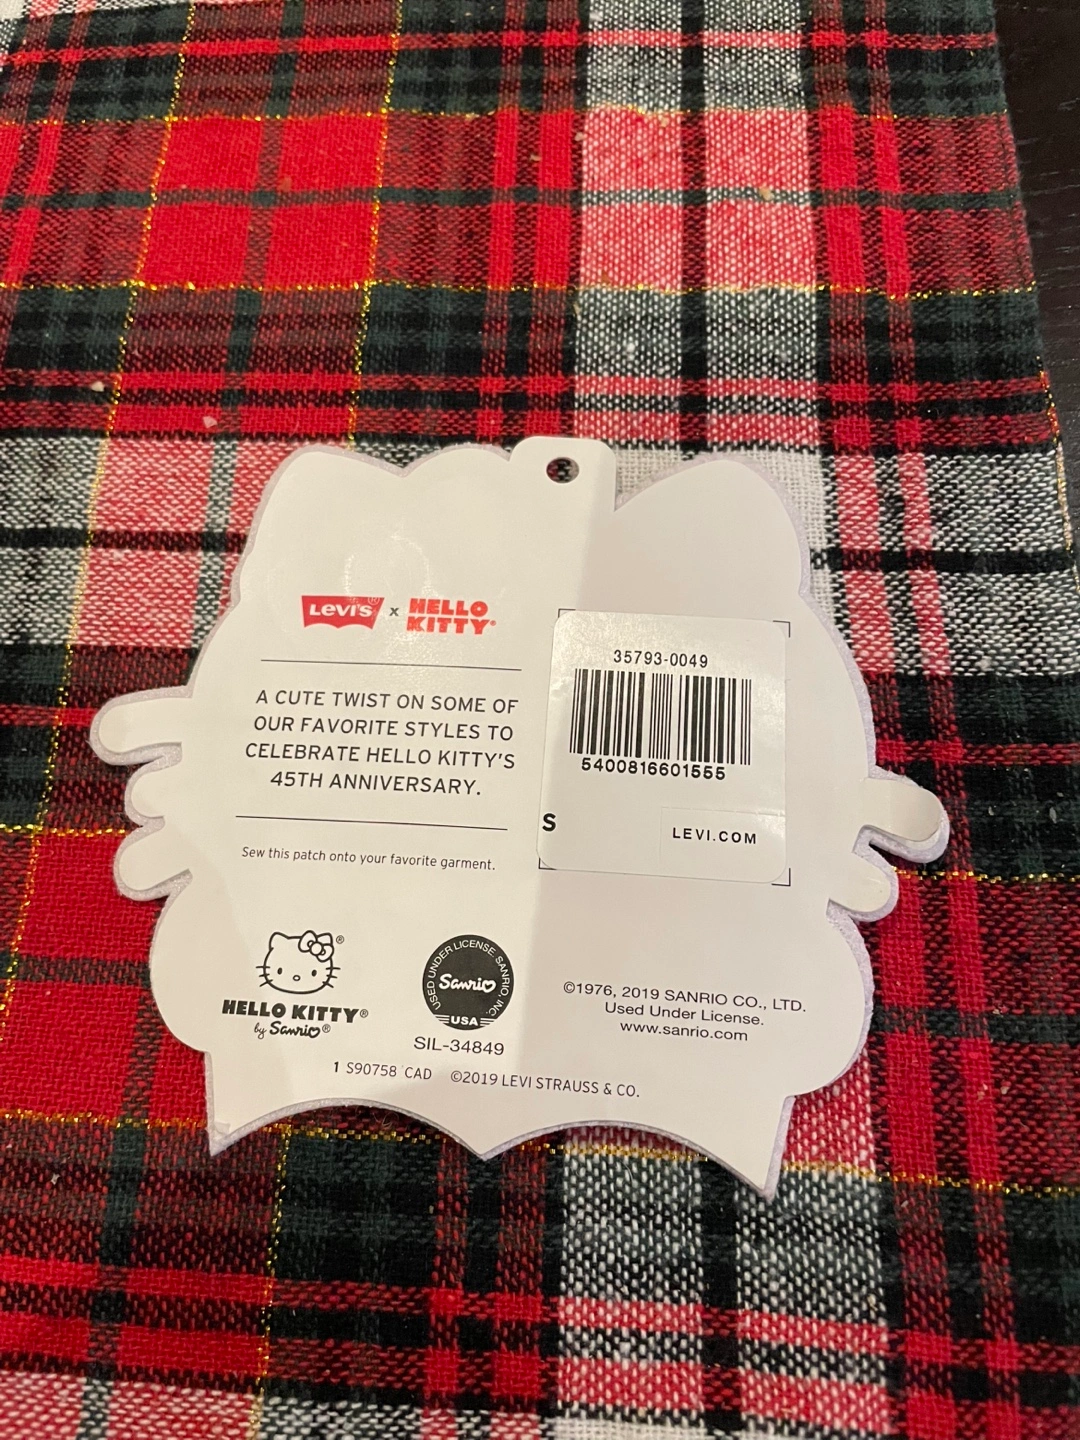 Levi's® x HELLO
KITTY®
A CUTE TWIST ON SOME OF
OUR FAVORITE STYLES TO
CELEBRATE HELLO KITTY'S
45TH ANNIVERSARY.
Sew this patch onto your favorite garment.
35793-0049
5400816601555
S
LEVI.COM
®
HELLO KITTY®
by Sanrio®
USED UNDER LICENSE, SANRIO, INC.
Sanrio
USA
SIL-34849
©1976, 2019 SANRIO CO., LTD.
Used Under License.
www.sanrio.com
1 S90758 CAD ©2019 LEVI STRAUSS & CO.